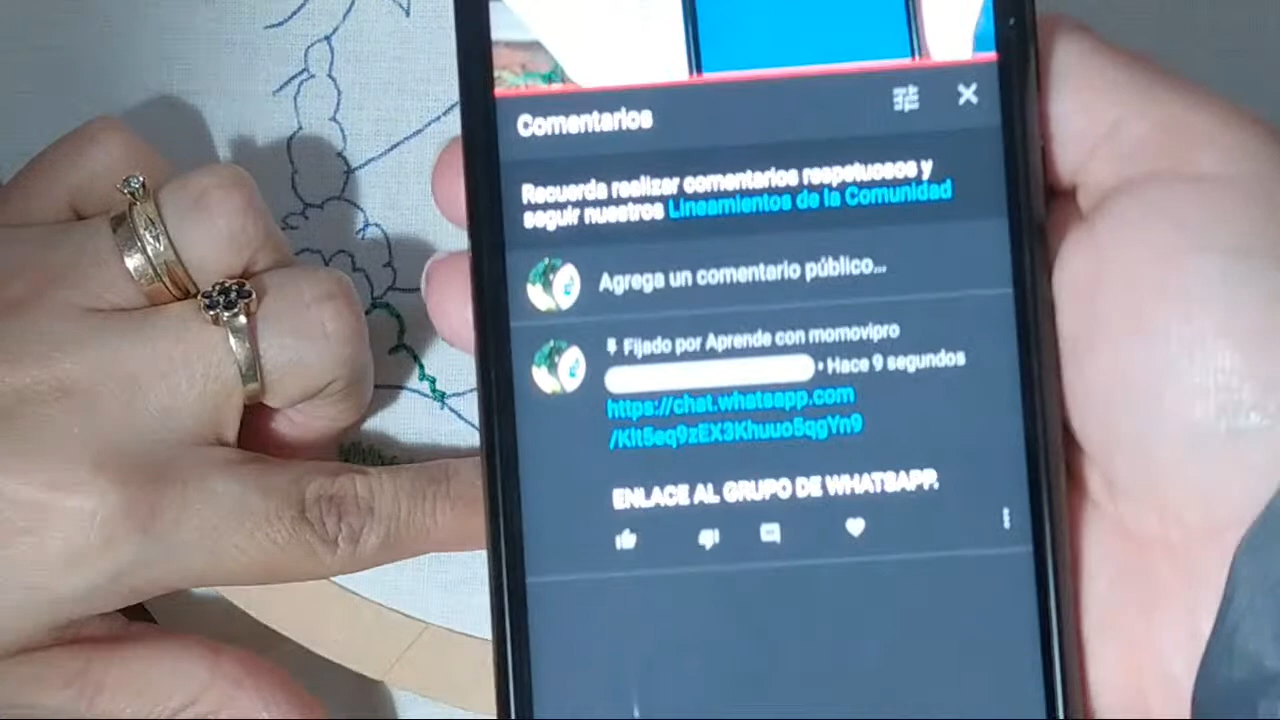 Comentarios
Recuerda realizar comentarios respetuosos y
seguir nuestros Lineamientos de la Comunidad
Agrega un comentario público...
Fijado por Aprende con momovipro
• Hace 9 segundos
https://chat.whatsapp.com
/KIt5eq9zEX3Khuuo5qgYn9
ENLACE AL GRUPO DE WHATSAPP.